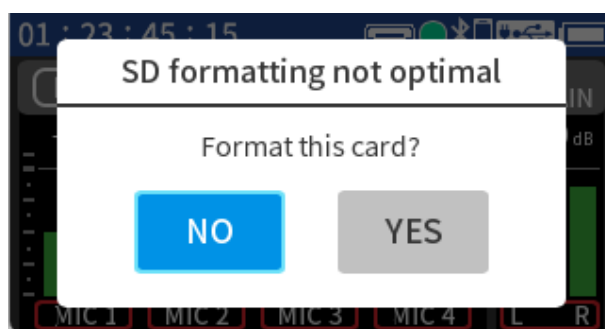 01 : 23 : 45 : 15
SD formatting not optimal
IN
Format this card?
dB
NO YES
MIC 1 MIC 2 MIC 3 MIC 4 L R